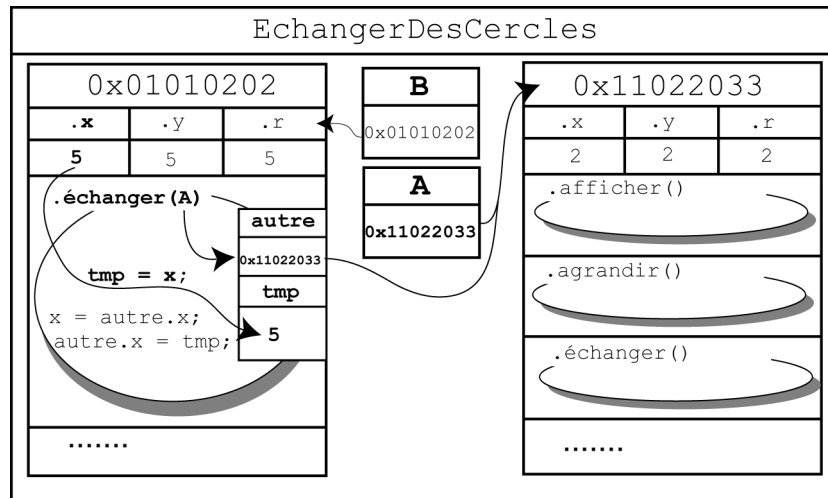 EchangerDesCercles
0x01010202
.x .y .r
5 5 5
.échanger(A)
autre
0x11022033
tmp = x;
tmp
x = autre.x;
5
autre.x = tmp;
.......
B
0x01010202
A
0x11022033
0x11022033
.x .y .r
2 2 2
.afficher()
.agrandir()
.échanger()
.......